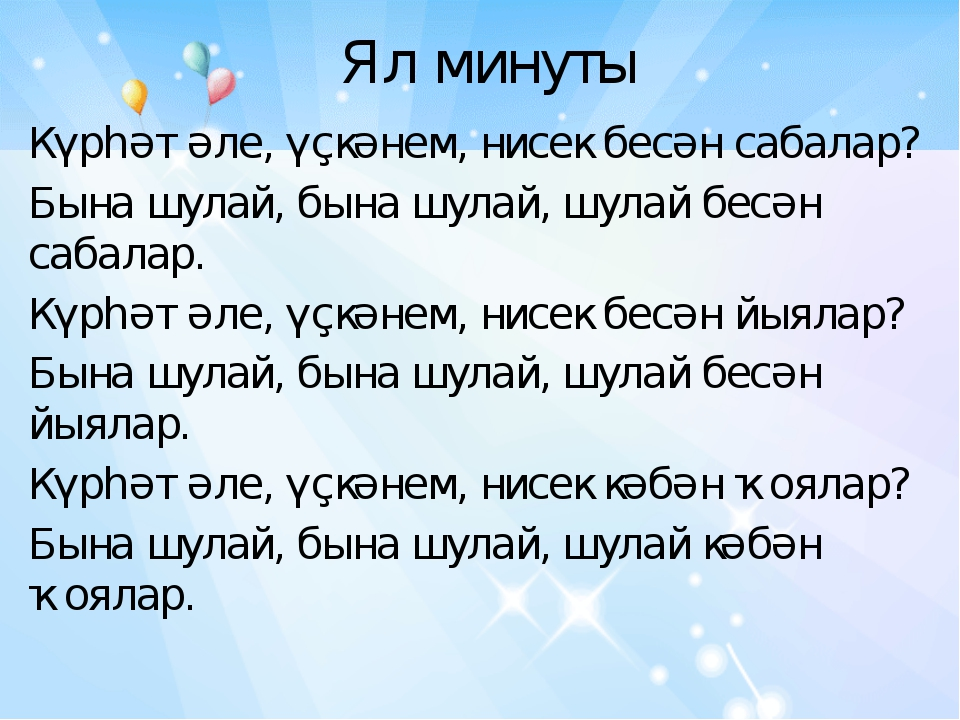 Ял минуты
Күрһәт әле, үҫкәнем, нисек бесән сабалар?
Бына шулай, бына шулай, шулай бесән
сабалар.
Күрһәт әле, үҫкәнем, нисек бесән йыялар?
Бына шулай, бына шулай, шулай бесән
йыялар.
Күрһәт әле, үҫкәнем, нисек кәбән ҡоялар?
Бына шулай, бына шулай, шулай кәбән
ҡоялар.